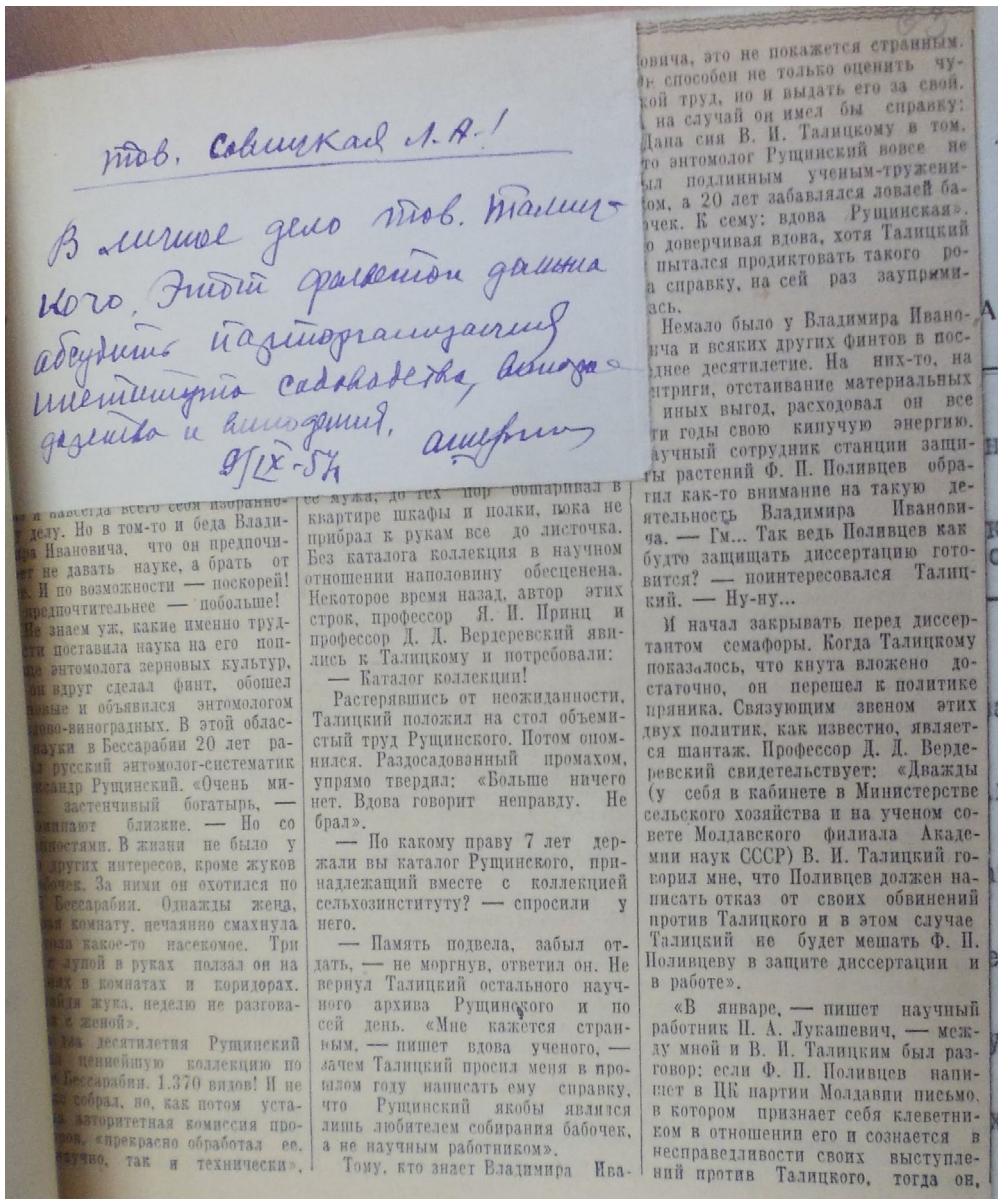 тов. Савицкая Л.А.!
В личное дело тов. Талиц-
кого. Этот фельетон должна
абсудить парторганизация
института садоводства, виногра-
дарства и виноделия.
9/IX-57
овича, это не покажется странным.
способен не только оценить чу-
жой труд, но и выдать его за свой.
на случай он имел бы справку:
Дана сия В. И. Талицкому в том,
что энтомолог Рущинский вовсе не
был подлинным ученым-тружени-
ком, а 20 лет забавлялся ловлей ба-
бочек. К сему: вдова Рущинская».
о доверчивая вдова, хотя Талицкий
пытался продиктовать такого ро-
а справку, на сей раз заупрями-
ась.
Немало было у Владимира Ивано-
вича и всяких других финтов в пос-
еднее десятилетие. На них-то, на
нтриги, отстаивание материальных
иных выгод, расходовал он все
ти годы свою кипучую энергию.
аучный сотрудник станции защи-
ты растений Ф. П. Поливцев обра-
тил как-то внимание на такую де-
ятельность Владимира Иванови-
ча. — Гм... Так ведь Поливцев как
будто защищать диссертацию гото-
вится? — поинтересовался Талиц-
кий. — Ну-ну...
И начал закрывать перед диссер-
тантом семафоры. Когда Талицкому
показалось, что кнута вложено до-
статочно, он перешел к политике
пряника. Связующим звеном этих
двух политик, как известно, являет-
ся шантаж. Профессор Д. Д. Верде-
ревский свидетельствует: «Дважды
(у себя в кабинете в Министерстве
сельского хозяйства и на ученом со-
вете Молдавского филиала Акаде-
мии наук СССР) В. И. Талицкий го-
ворил мне, что Поливцев должен на-
писать отказ от своих обвинений
против Талицкого и в этом случае
Талицкий не будет мешать Ф. П.
Поливцеву в защите диссертации и
в работе».
«В январе, — пишет научный
работник П. А. Лукашевич, — меж-
ду мной и В. И. Талицким был раз-
говор: если Ф. П. Поливцев напи-
шет в ЦК партии Молдавии письмо,
в котором признает себя клеветни-
ком в отношении его и сознается в
несправедливости своих выступле-
ний против Талицкого, тогда он,
и навсегда всего себя избранно-
у делу. Но в том-то и беда Влади-
ира Ивановича, что он предпочи-
ет не давать науке, а брать от
е. И по возможности — поскорей!
предпочтительнее — побольше!
Не знаем уж, какие именно труд-
сти поставила наука на его поп-
ще энтомолога зерновых культур,
он вдруг сделал финт, обошел
и объявился энтомологом
дово-виноградных. В этой облас-
науки в Бессарабии 20 лет ра-
л русский энтомолог-систематик
ксандр Рущинский. «Очень ми-
застенчивый богатырь, —
близкие. — Но со
ностями. В жизни не было у
других интересов, кроме жуков
бочек. За ними он охотился по
Бессарабии. Однажды жена,
комнату, нечаянно смахнула
какое-то насекомое. Три
с лупой в руках ползал он на
нях в комнатах и коридорах.
айдя жука, неделю не разгова-
с женой».
два десятилетия Рущинский
ценнейшую коллекцию по
Бессарабии. 1.370 видов! И не
собрал, но, как потом уста-
авторитетная комиссия про-
ров, «прекрасно обработал ее,
аучно, так и технически»,
ее мужа, до тех пор обшаривал в
квартире шкафы и полки, пока не
прибрал к рукам все до листочка.
Без каталога коллекция в научном
отношении наполовину обесценена.
Некоторое время назад, автор этих
строк, профессор Я. И. Принц и
профессор Д. Д. Вердеревский яви-
лись к Талицкому и потребовали:
— Каталог коллекции!
Растерявшись от неожиданности,
Талицкий положил на стол объеми-
стый труд Рущинского. Потом опом-
нился. Раздосадованный промахом,
упрямо твердил: «Больше ничего
нет. Вдова говорит неправду. Не
брал».
— По какому праву 7 лет дер-
жали вы каталог Рущинского, при-
надлежащий вместе с коллекцией
сельхозинституту? — спросили у
него.
— Память подвела, забыл от-
дать, — не моргнув, ответил он. Не
вернул Талицкий остального науч-
ного архива Рущинского и по
сей день. «Мне кажется стран-
ным, — пишет вдова ученого, —
зачем Талицкий просил меня в про-
шлом году написать ему справку,
что Рущинский якобы являлся
лишь любителем собирания бабочек,
а не научным работником».
Тому, кто знает Владимира Ива-